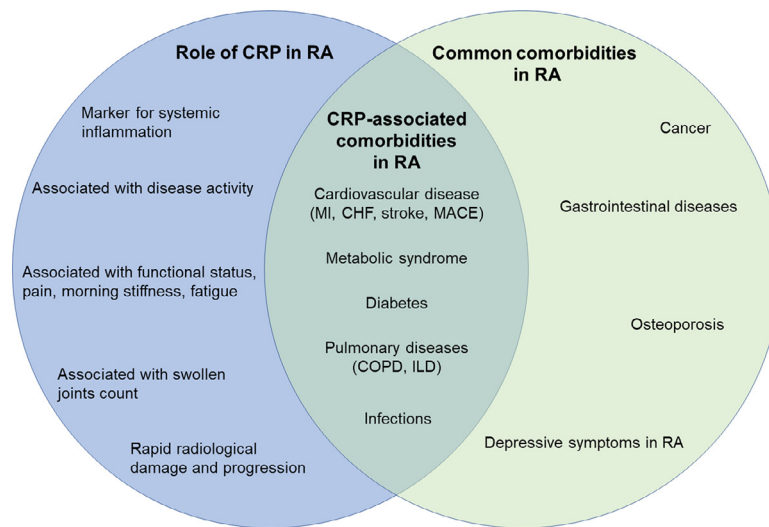 Role of CRP in RA
Marker for systemic
inflammation
Associated with disease activity
Associated with functional status,
pain, morning stiffness, fatigue
Associated with swollen
joints count
Rapid radiological
damage and progression
CRP-associated
comorbidities
in RA
Cardiovascular disease
(MI, CHF, stroke, MACE)
Metabolic syndrome
Diabetes
Pulmonary diseases
(COPD, ILD)
Infections
Common comorbidities
in RA
Cancer
Gastrointestinal diseases
Osteoporosis
Depressive symptoms in RA